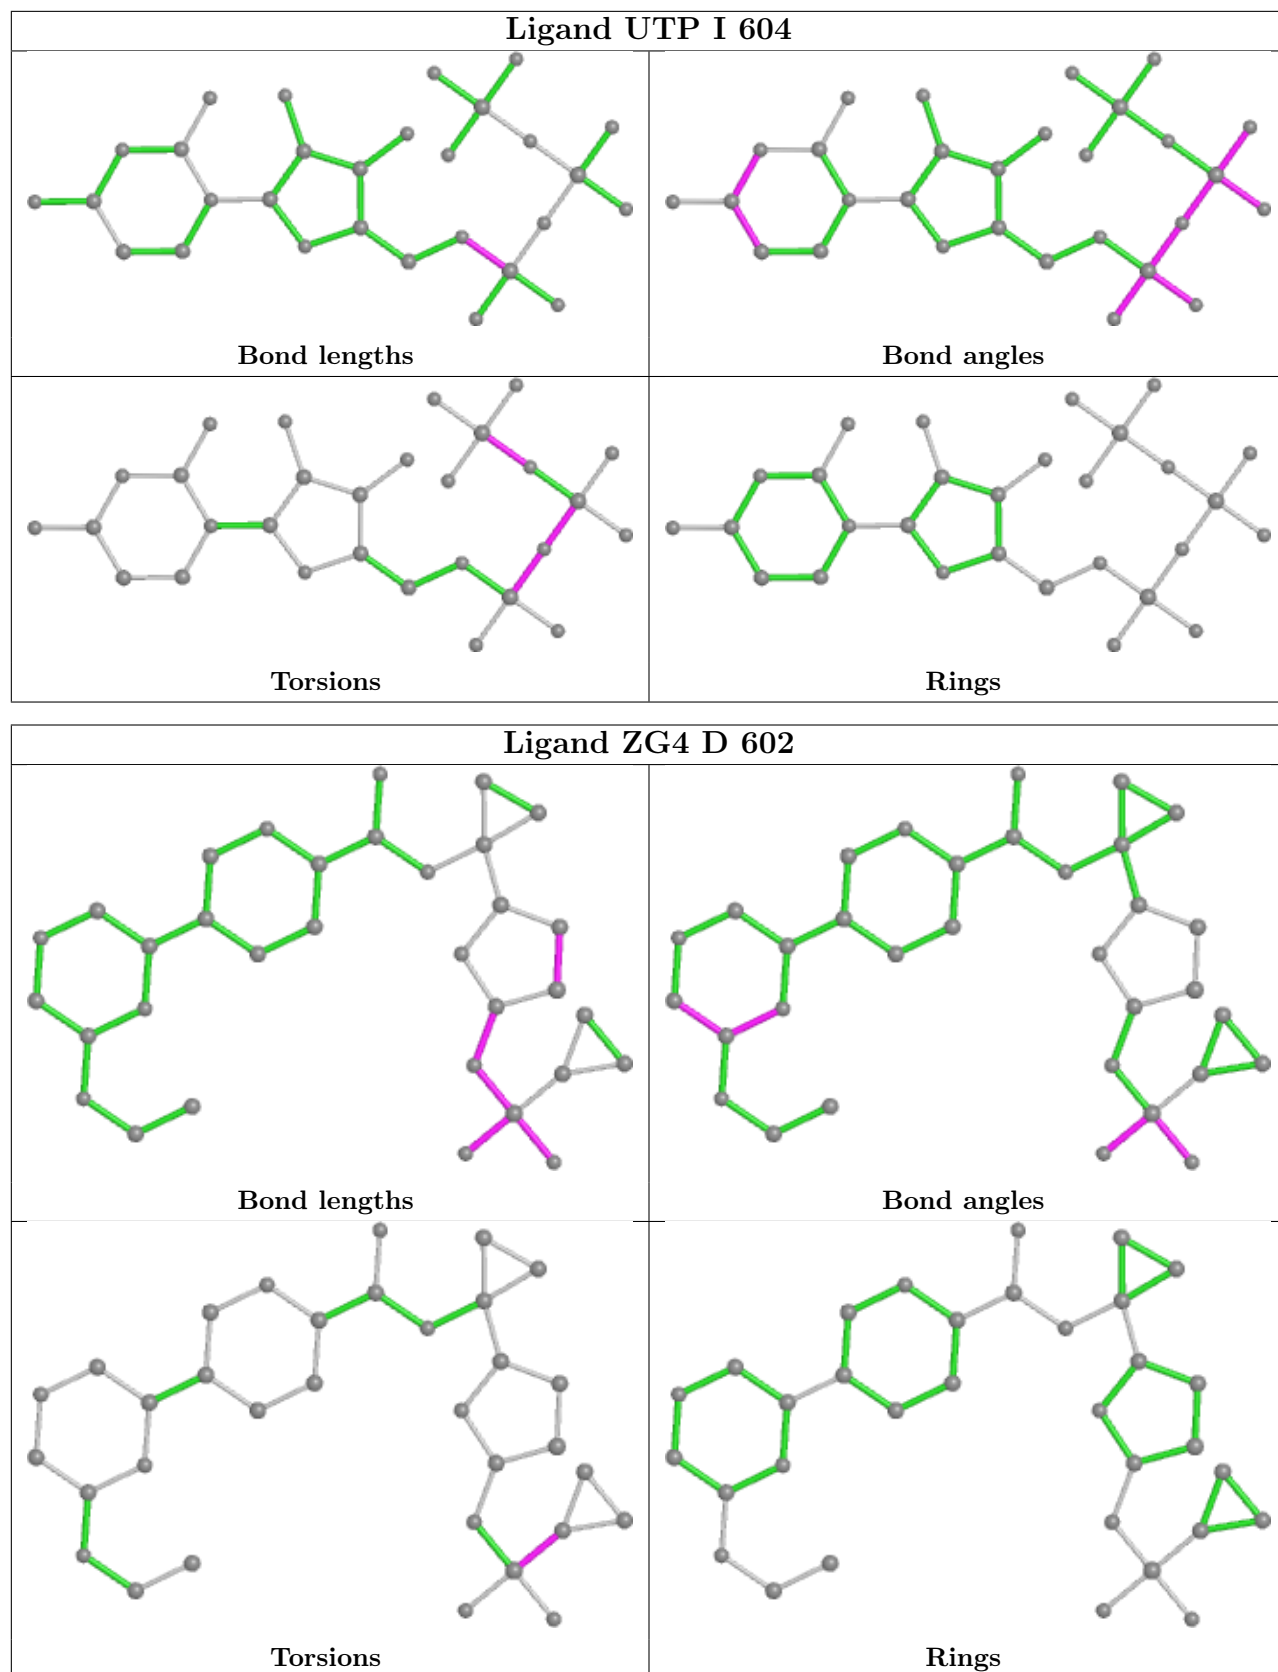 Ligand UTP I 604
Bond lengths
Bond angles
Torsions
Rings
Ligand ZG4 D 602
Bond lengths
Bond angles
Torsions
Rings